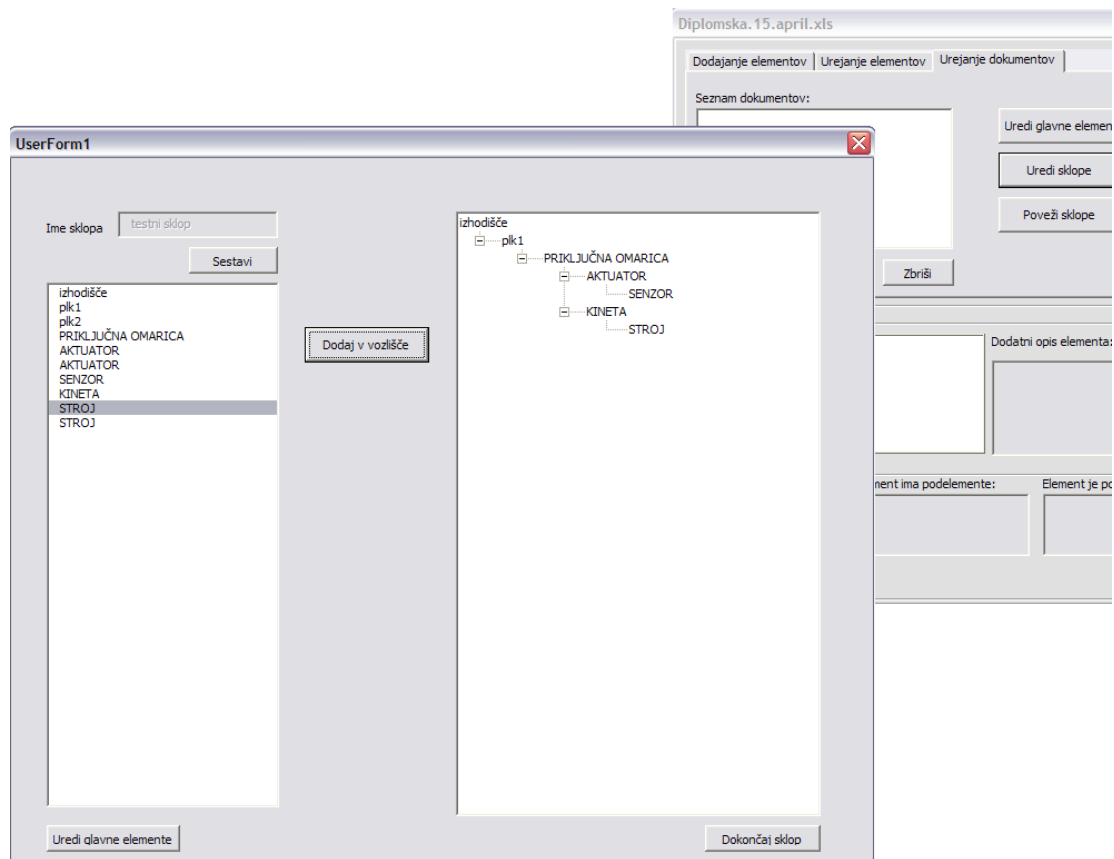 Diplomska.15.april.xls
Dodajanje elementov
Urejanje elementov
Urejanje dokumentov
Seznam dokumentov:
Uredi glavne elemen
Uredi sklope
Poveži sklope
Zbriši
Dodatni opis elementa:
ment ima podelemente:
Element je po
UserForm1
Ime sklopa
testni sklop
Sestavi
izhodišče
plk1
plk2
PRIKLJUČNA OMARICA
AKTUATOR
AKTUATOR
SENZOR
KINETA
STROJ
STROJ
Dodaj v vozlišče
izhodišče
plk1
PRIKLJUČNA OMARICA
AKTUATOR
SENZOR
KINETA
STROJ
Uredi glavne elemente
Dokončaj sklop